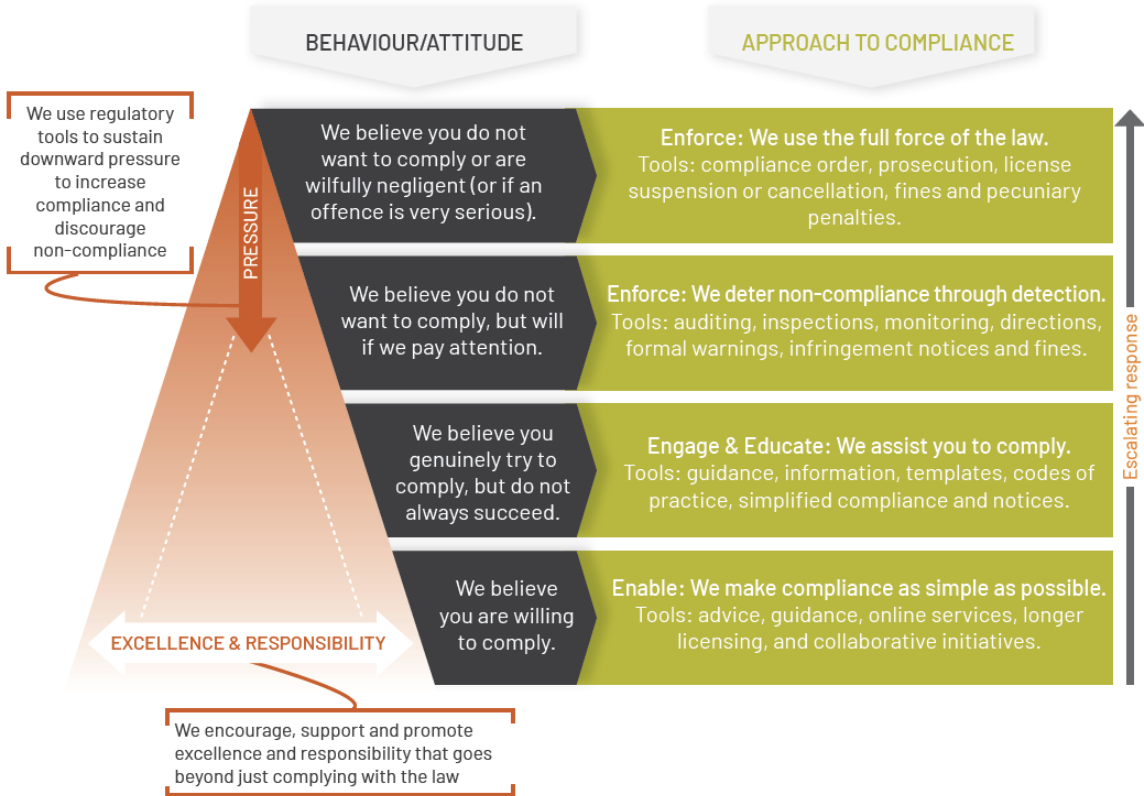 BEHAVIOUR/ATTITUDE
APPROACH TO COMPLIANCE
We use regulatory
tools to sustain
downward pressure
to increase
compliance and
discourage
non-compliance
PRESSURE
We believe you do not
want to comply or are
wilfully negligent (or if an
offence is very serious).
Enforce: We use the full force of the law.
Tools: compliance order, prosecution, license
suspension or cancellation, fines and pecuniary
penalties.
We believe you do not
want to comply, but will
if we pay attention.
Enforce: We deter non-compliance through detection.
Tools: auditing, inspections, monitoring, directions,
formal warnings, infringement notices and fines.
We believe you
genuinely try to
comply, but do not
always succeed.
Engage & Educate: We assist you to comply.
Tools: guidance, information, templates, codes of
practice, simplified compliance and notices.
We believe
you are willing
to comply.
Enable: We make compliance as simple as possible.
Tools: advice, guidance, online services, longer
licensing, and collaborative initiatives.
Escalating response
EXCELLENCE & RESPONSIBILITY
We encourage, support and promote
excellence and responsibility that goes
beyond just complying with the law